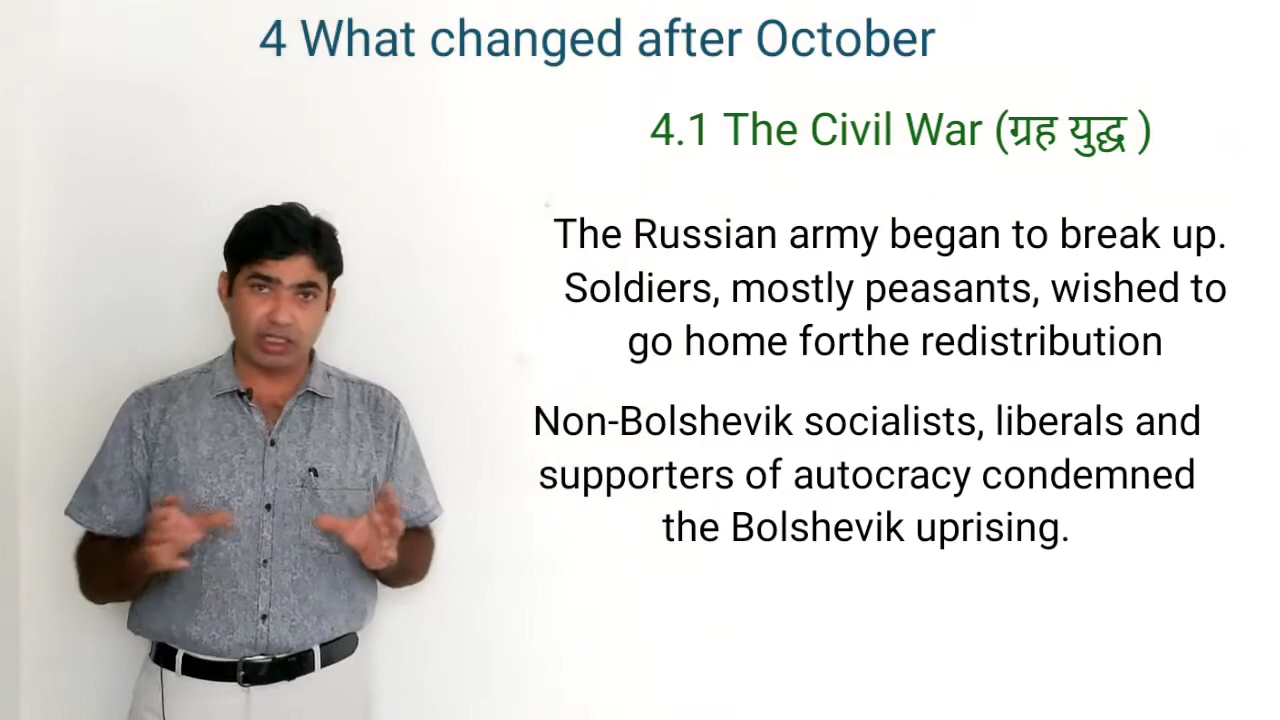 4 What changed after October
4.1 The Civil War (ग्रह युद्ध )
The Russian army began to break up.
Soldiers, mostly peasants, wished to
go home forthe redistribution
Non-Bolshevik socialists, liberals and
supporters of autocracy condemned
the Bolshevik uprising.